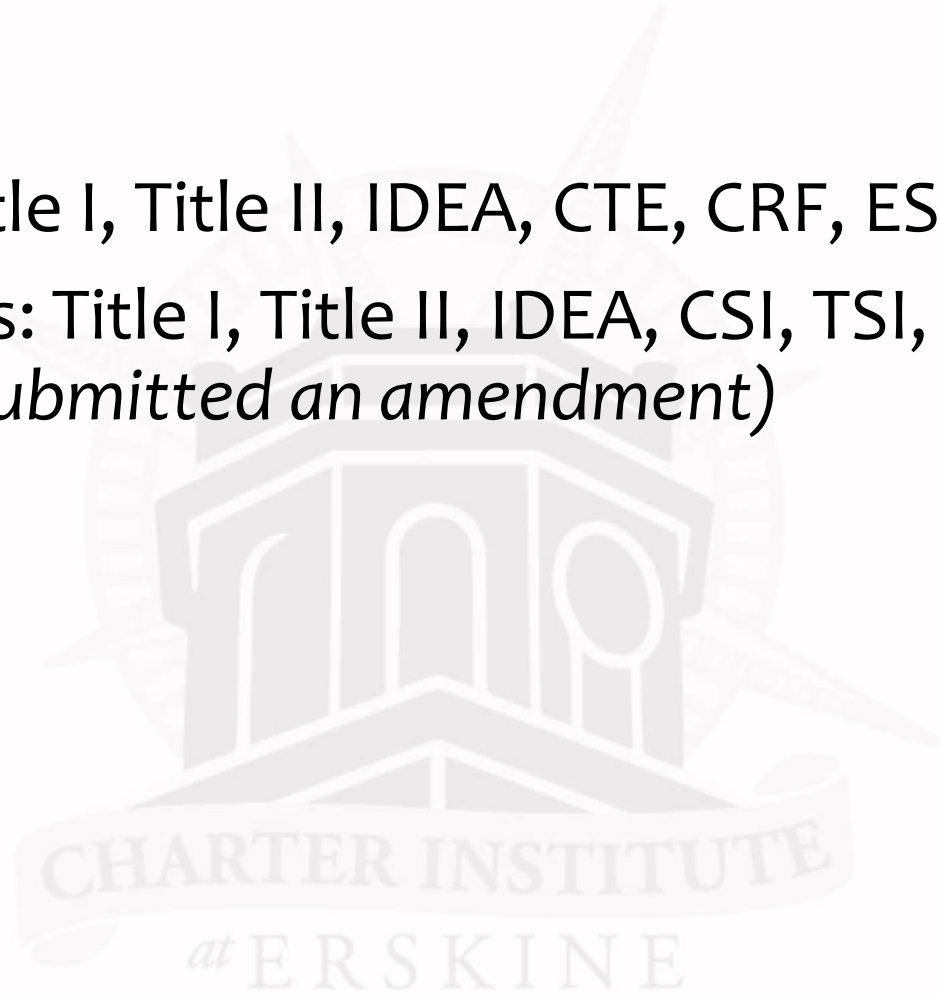 tle I, Title II, IDEA, CTE, CRF, ES
s: Title I, Title II, IDEA, CSI, TSI,
ubmitted an amendment)
CHARTER INSTITUTE
at ERSKINE